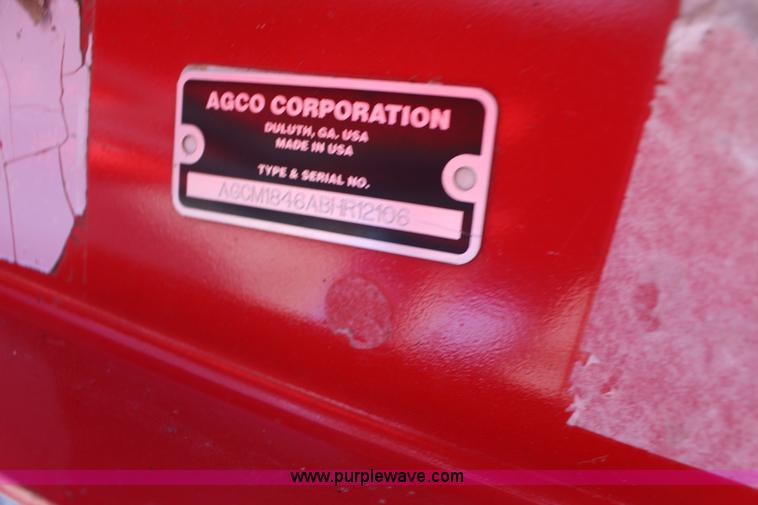 AGCO CORPORATION
DULUTH, GA. USA
MADE IN USA
TYPE & SERIAL NO.
AGCM1846ABHR12106
www.purplewave.com